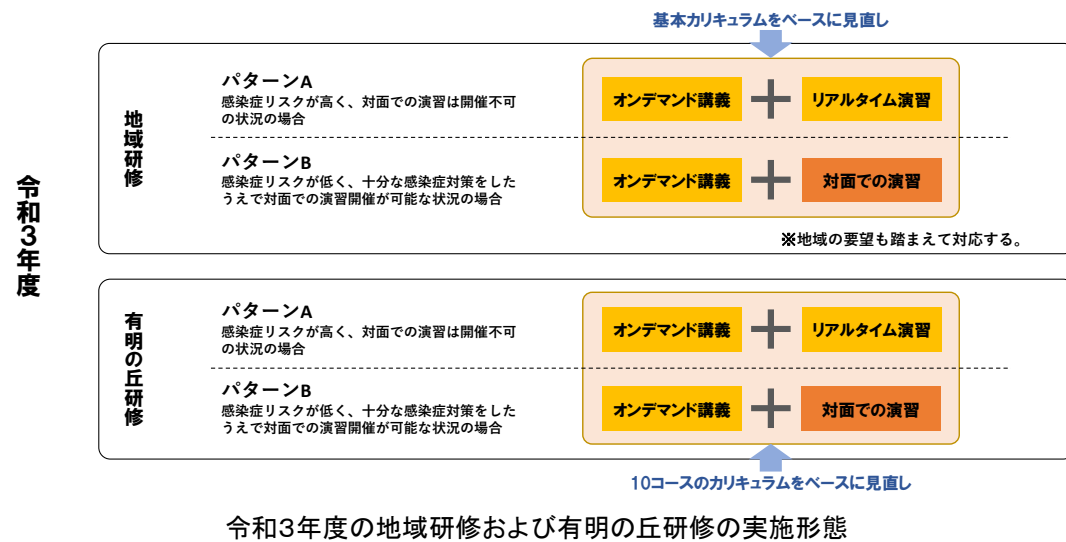 基本カリキュラムをベースに見直し
令和3年度
地域研修
パターンA
感染症リスクが高く、対面での演習は開催不可
の状況の場合
オンデマンド講義
リアルタイム演習
パターンB
感染症リスクが低く、十分な感染症対策をした
うえで対面での演習開催が可能な状況の場合
オンデマンド講義
対面での演習
※地域の要望も踏まえて対応する。
有明の丘研修
パターンA
感染症リスクが高く、対面での演習は開催不可
の状況の場合
オンデマンド講義
リアルタイム演習
パターンB
感染症リスクが低く、十分な感染症対策をした
うえで対面での演習開催が可能な状況の場合
オンデマンド講義
対面での演習
10コースのカリキュラムをベースに見直し
令和3年度の地域研修および有明の丘研修の実施形態